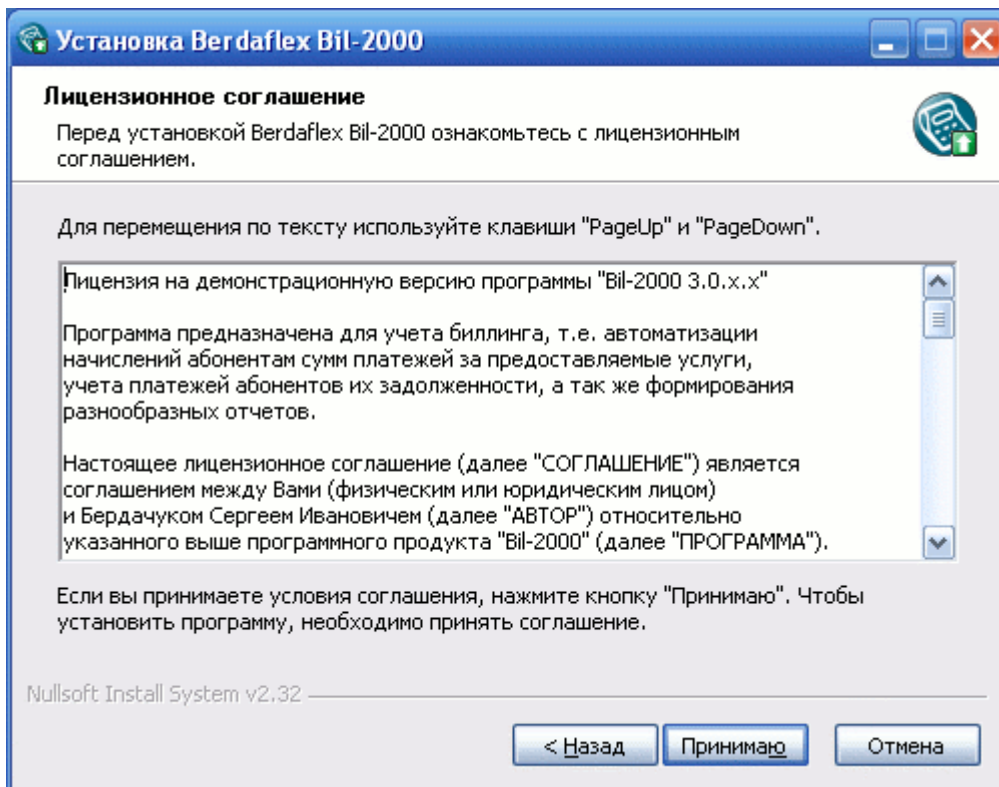 Установка Berdaflex Bil-2000
Лицензионное соглашение
Перед установкой Berdaflex Bil-2000 ознакомьтесь с лицензионным
соглашением.
Для перемещения по тексту используйте клавиши "PageUp" и "PageDown".
Лицензия на демонстрационную версию программы "Bil-2000 3.0.x.x"
Программа предназначена для учета биллинга, т.е. автоматизации
начислений абонентам сумм платежей за предоставляемые услуги,
учета платежей абонентов их задолженности, а так же формирования
разнообразных отчетов.
Настоящее лицензионное соглашение (далее "СОГЛАШЕНИЕ") является
соглашением между Вами (физическим или юридическим лицом)
и Бердачуком Сергеем Ивановичем (далее "АВТОР") относительно
указанного выше программного продукта "Bil-2000" (далее "ПРОГРАММА").
Если вы принимаете условия соглашения, нажмите кнопку "Принимаю". Чтобы
установить программу, необходимо принять соглашение.
Nullsoft Install System v2.32
< Назад Принимаю Отмена